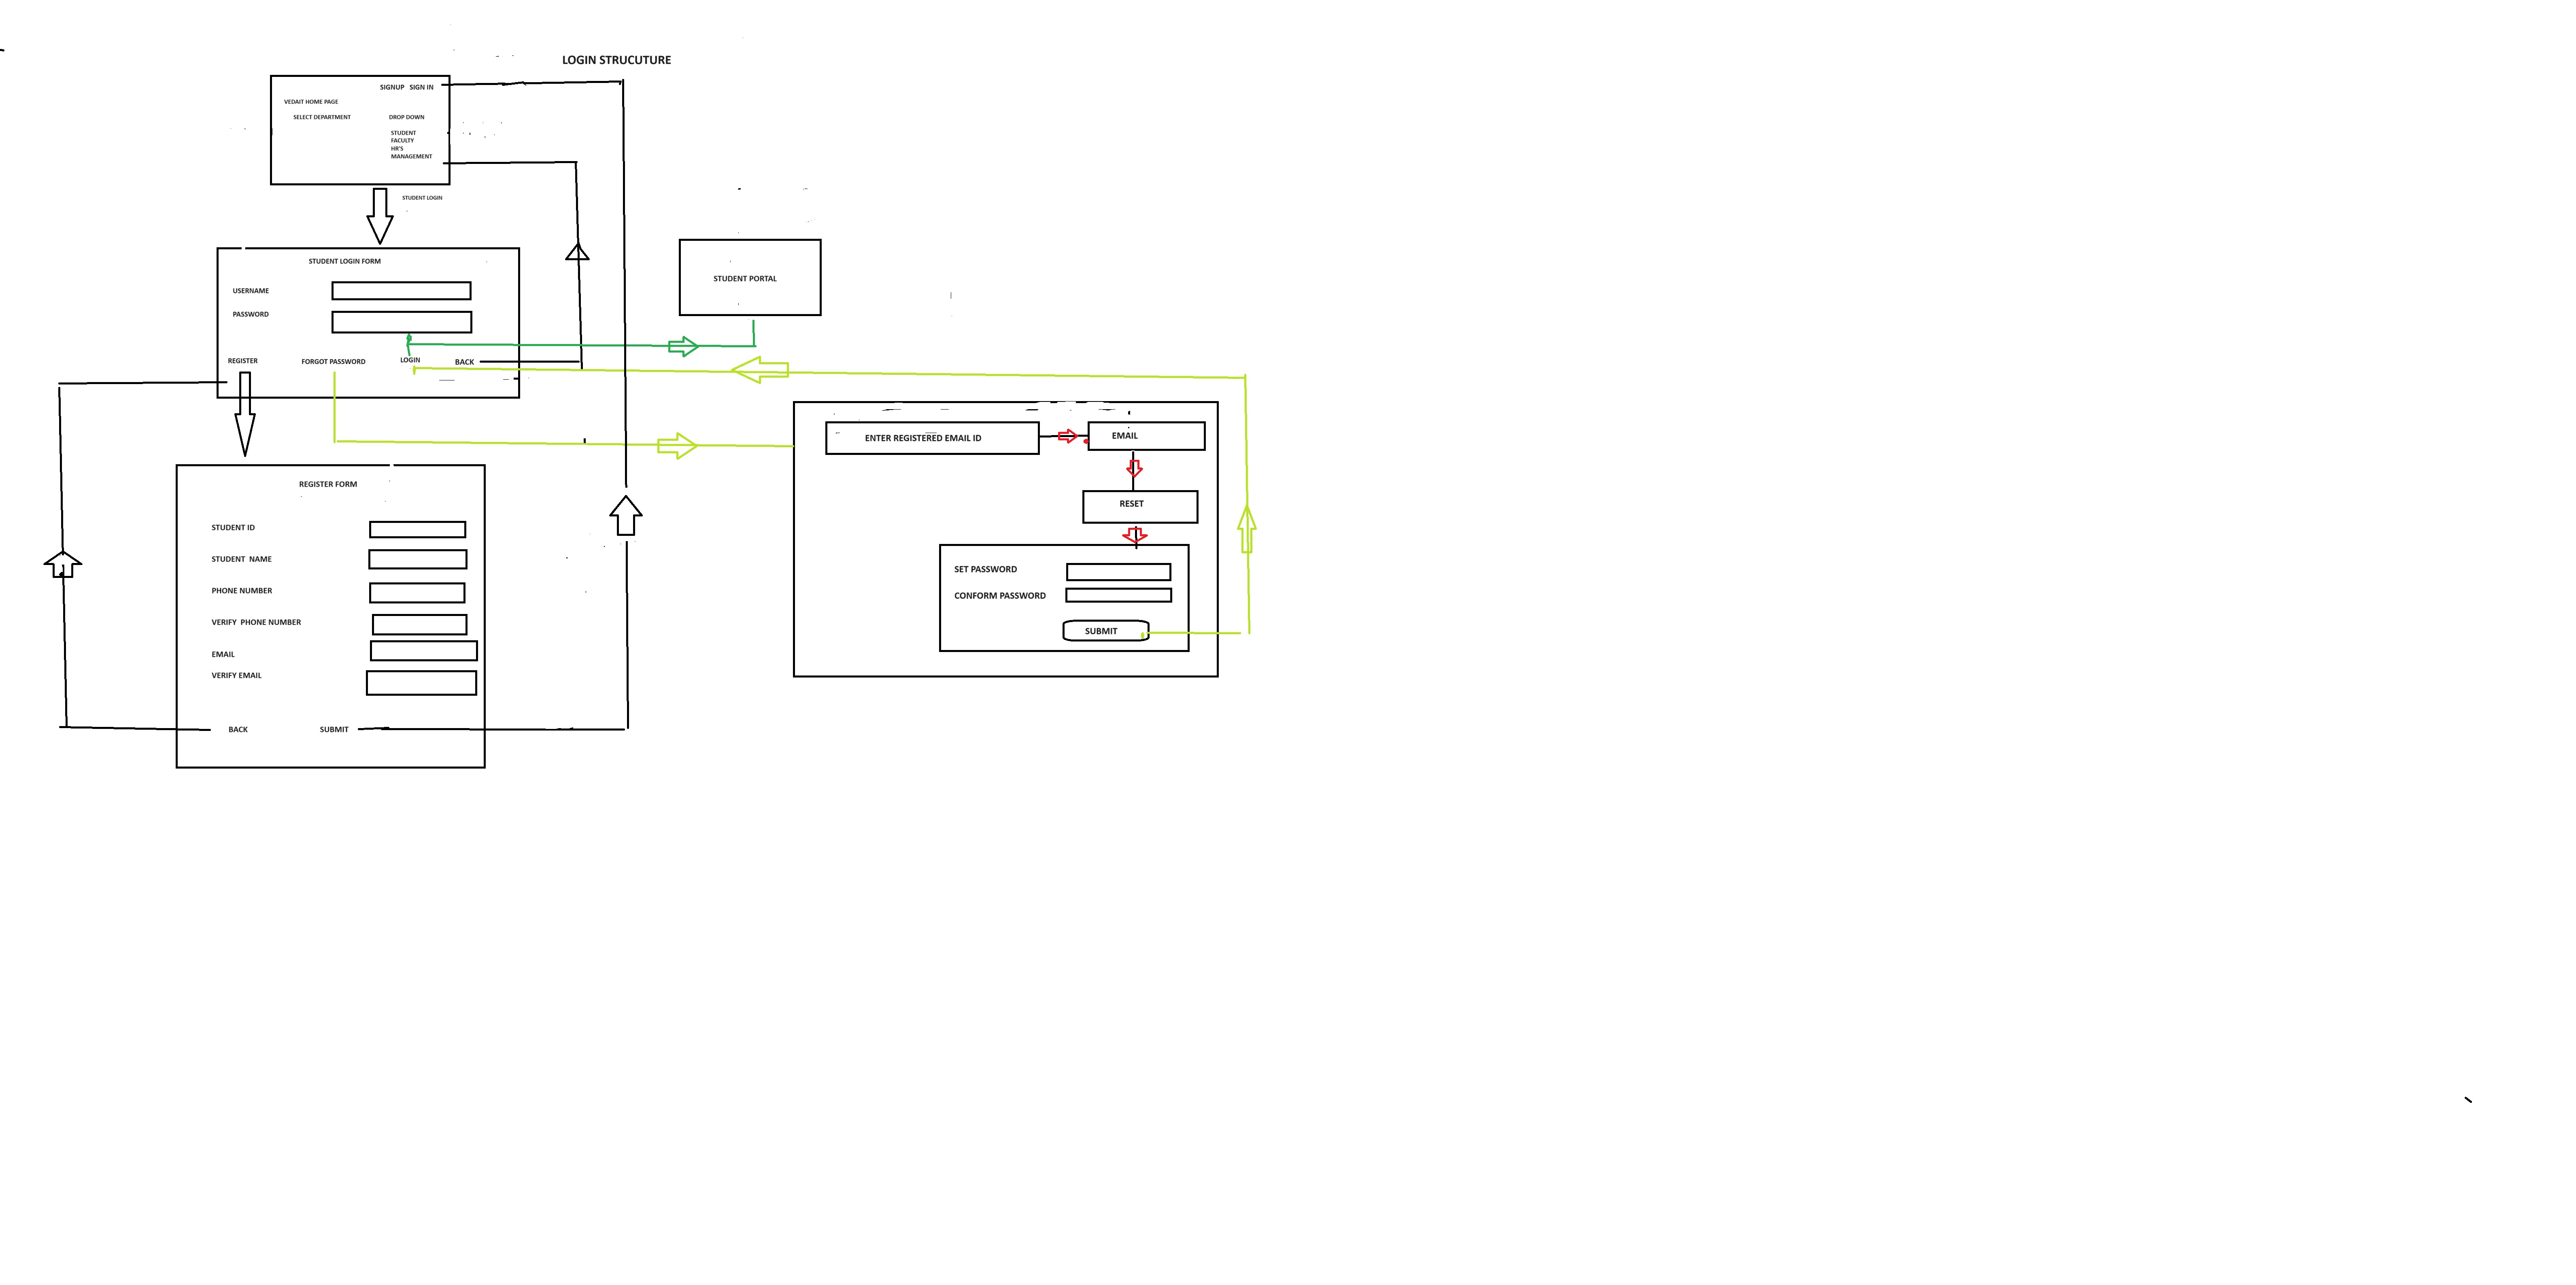 LOGIN STRUCUTURE
SIGNUP SIGN IN
VEDAIT HOME PAGE
SELECT DEPARTMENT DROP DOWN
STUDENT
FACULTY
HR'S
MANAGEMENT
STUDENT LOGIN
STUDENT LOGIN FORM
USERNAME
PASSWORD
REGISTER FORGOT PASSWORD LOGIN BACK
STUDENT PORTAL
ENTER REGISTERED EMAIL ID
EMAIL
RESET
SET PASSWORD
CONFORM PASSWORD
SUBMIT
REGISTER FORM
STUDENT ID
STUDENT NAME
PHONE NUMBER
VERIFY PHONE NUMBER
EMAIL
VERIFY EMAIL
BACK SUBMIT